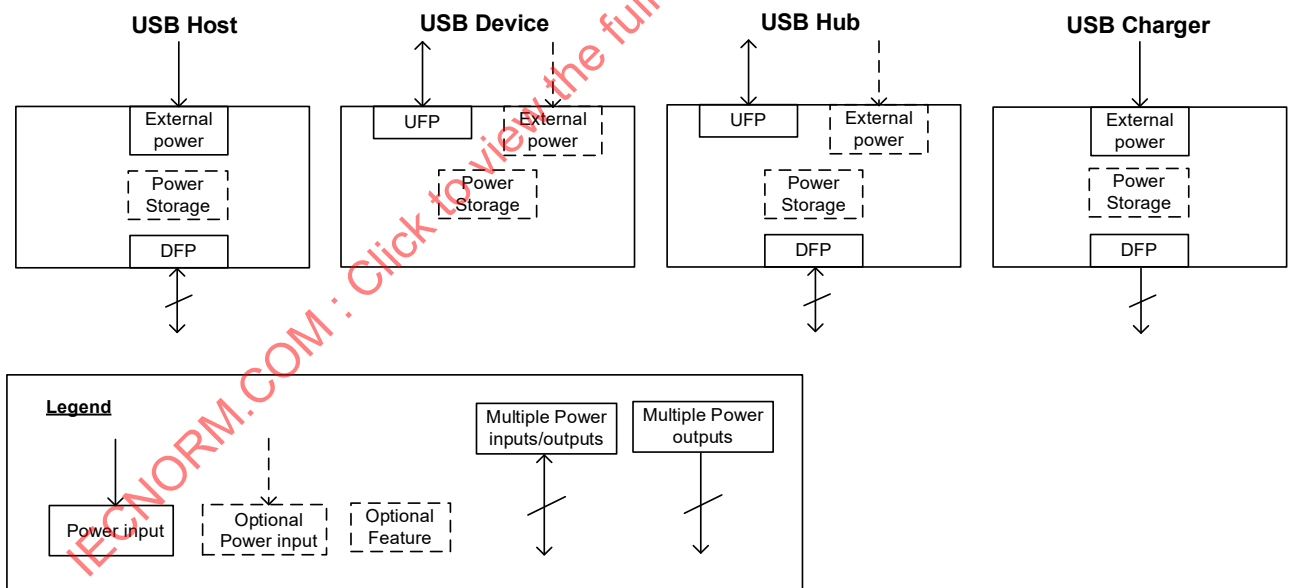 USB Host
USB Device
USB Hub
USB Charger
External
power
Power
Storage
DFP
UFP
External
power
Power
Storage
UFP
External
power
Power
Storage
DFP
External
power
Power
Storage
DFP
IECNORM.COM : Click to view the full
Legend
Power input
Optional
Power input
Optional
Feature
Multiple Power
inputs/outputs
Multiple Power
outputs